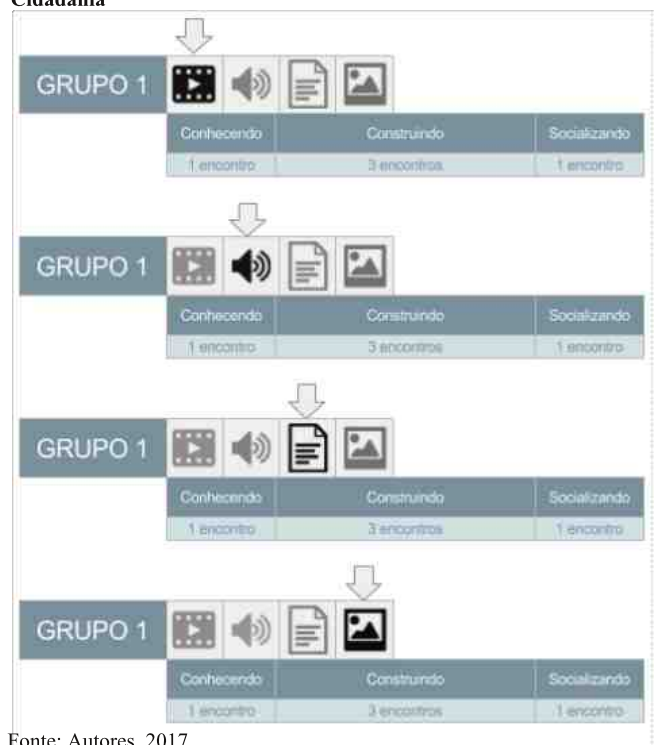 Cidadania
GRUPO 1
Conhecendo Construindo Socializando
1 encontro 3 encontros 1 encontro
GRUPO 1
Conhecendo Construindo Socializando
1 encontro 3 encontros 1 encontro
GRUPO 1
Conhecendo Construindo Socializando
1 encontro 3 encontros 1 encontro
GRUPO 1
Conhecendo Construindo Socializando
1 encontro 3 encontros 1 encontro
Fonte: Autores, 2017